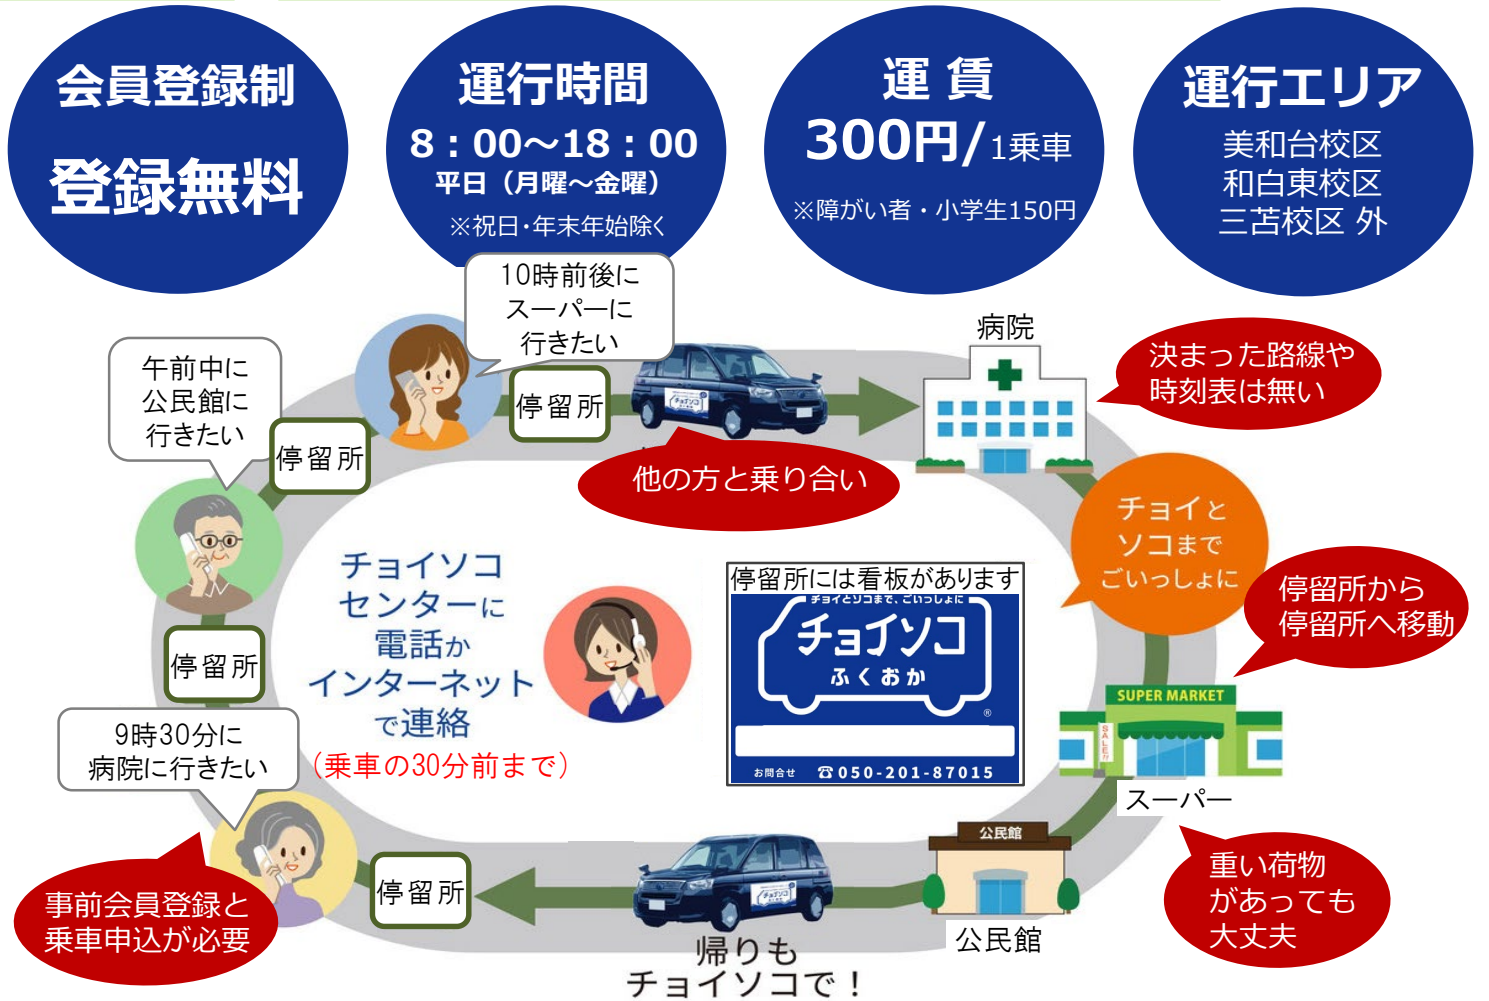 会員登録制
登録無料
運行時間
8：00～18：00
平日（月曜～金曜）
※祝日・年末年始除く
運 賃
300円/1乗車
※障がい者・小学生150円
運行エリア
美和台校区
和白東校区
三苫校区 外
10時前後に
スーパーに
行きたい
午前中に
公民館に
行きたい
停留所
停留所
チョイソコ
ふくおか
他の方と乗り合い
病院
決まった路線や
時刻表は無い
チョイと
ソコまで
ごいっしょに
停留所から
停留所へ移動
チョイソコ
センターに
電話か
インターネット
で連絡
（乗車の30分前まで）
停留所には看板があります
チョイとソコまで、ごいっしょに
チョイソコ
ふくおか
®
お問合せ ☎050-201-87015
停留所
9時30分に
病院に行きたい
SUPER MARKET
SALE!!
スーパー
重い荷物
があっても
大丈夫
公民館
公民館
チョイソコ
帰りも
チョイソコで！
停留所
事前会員登録と
乗車申込が必要